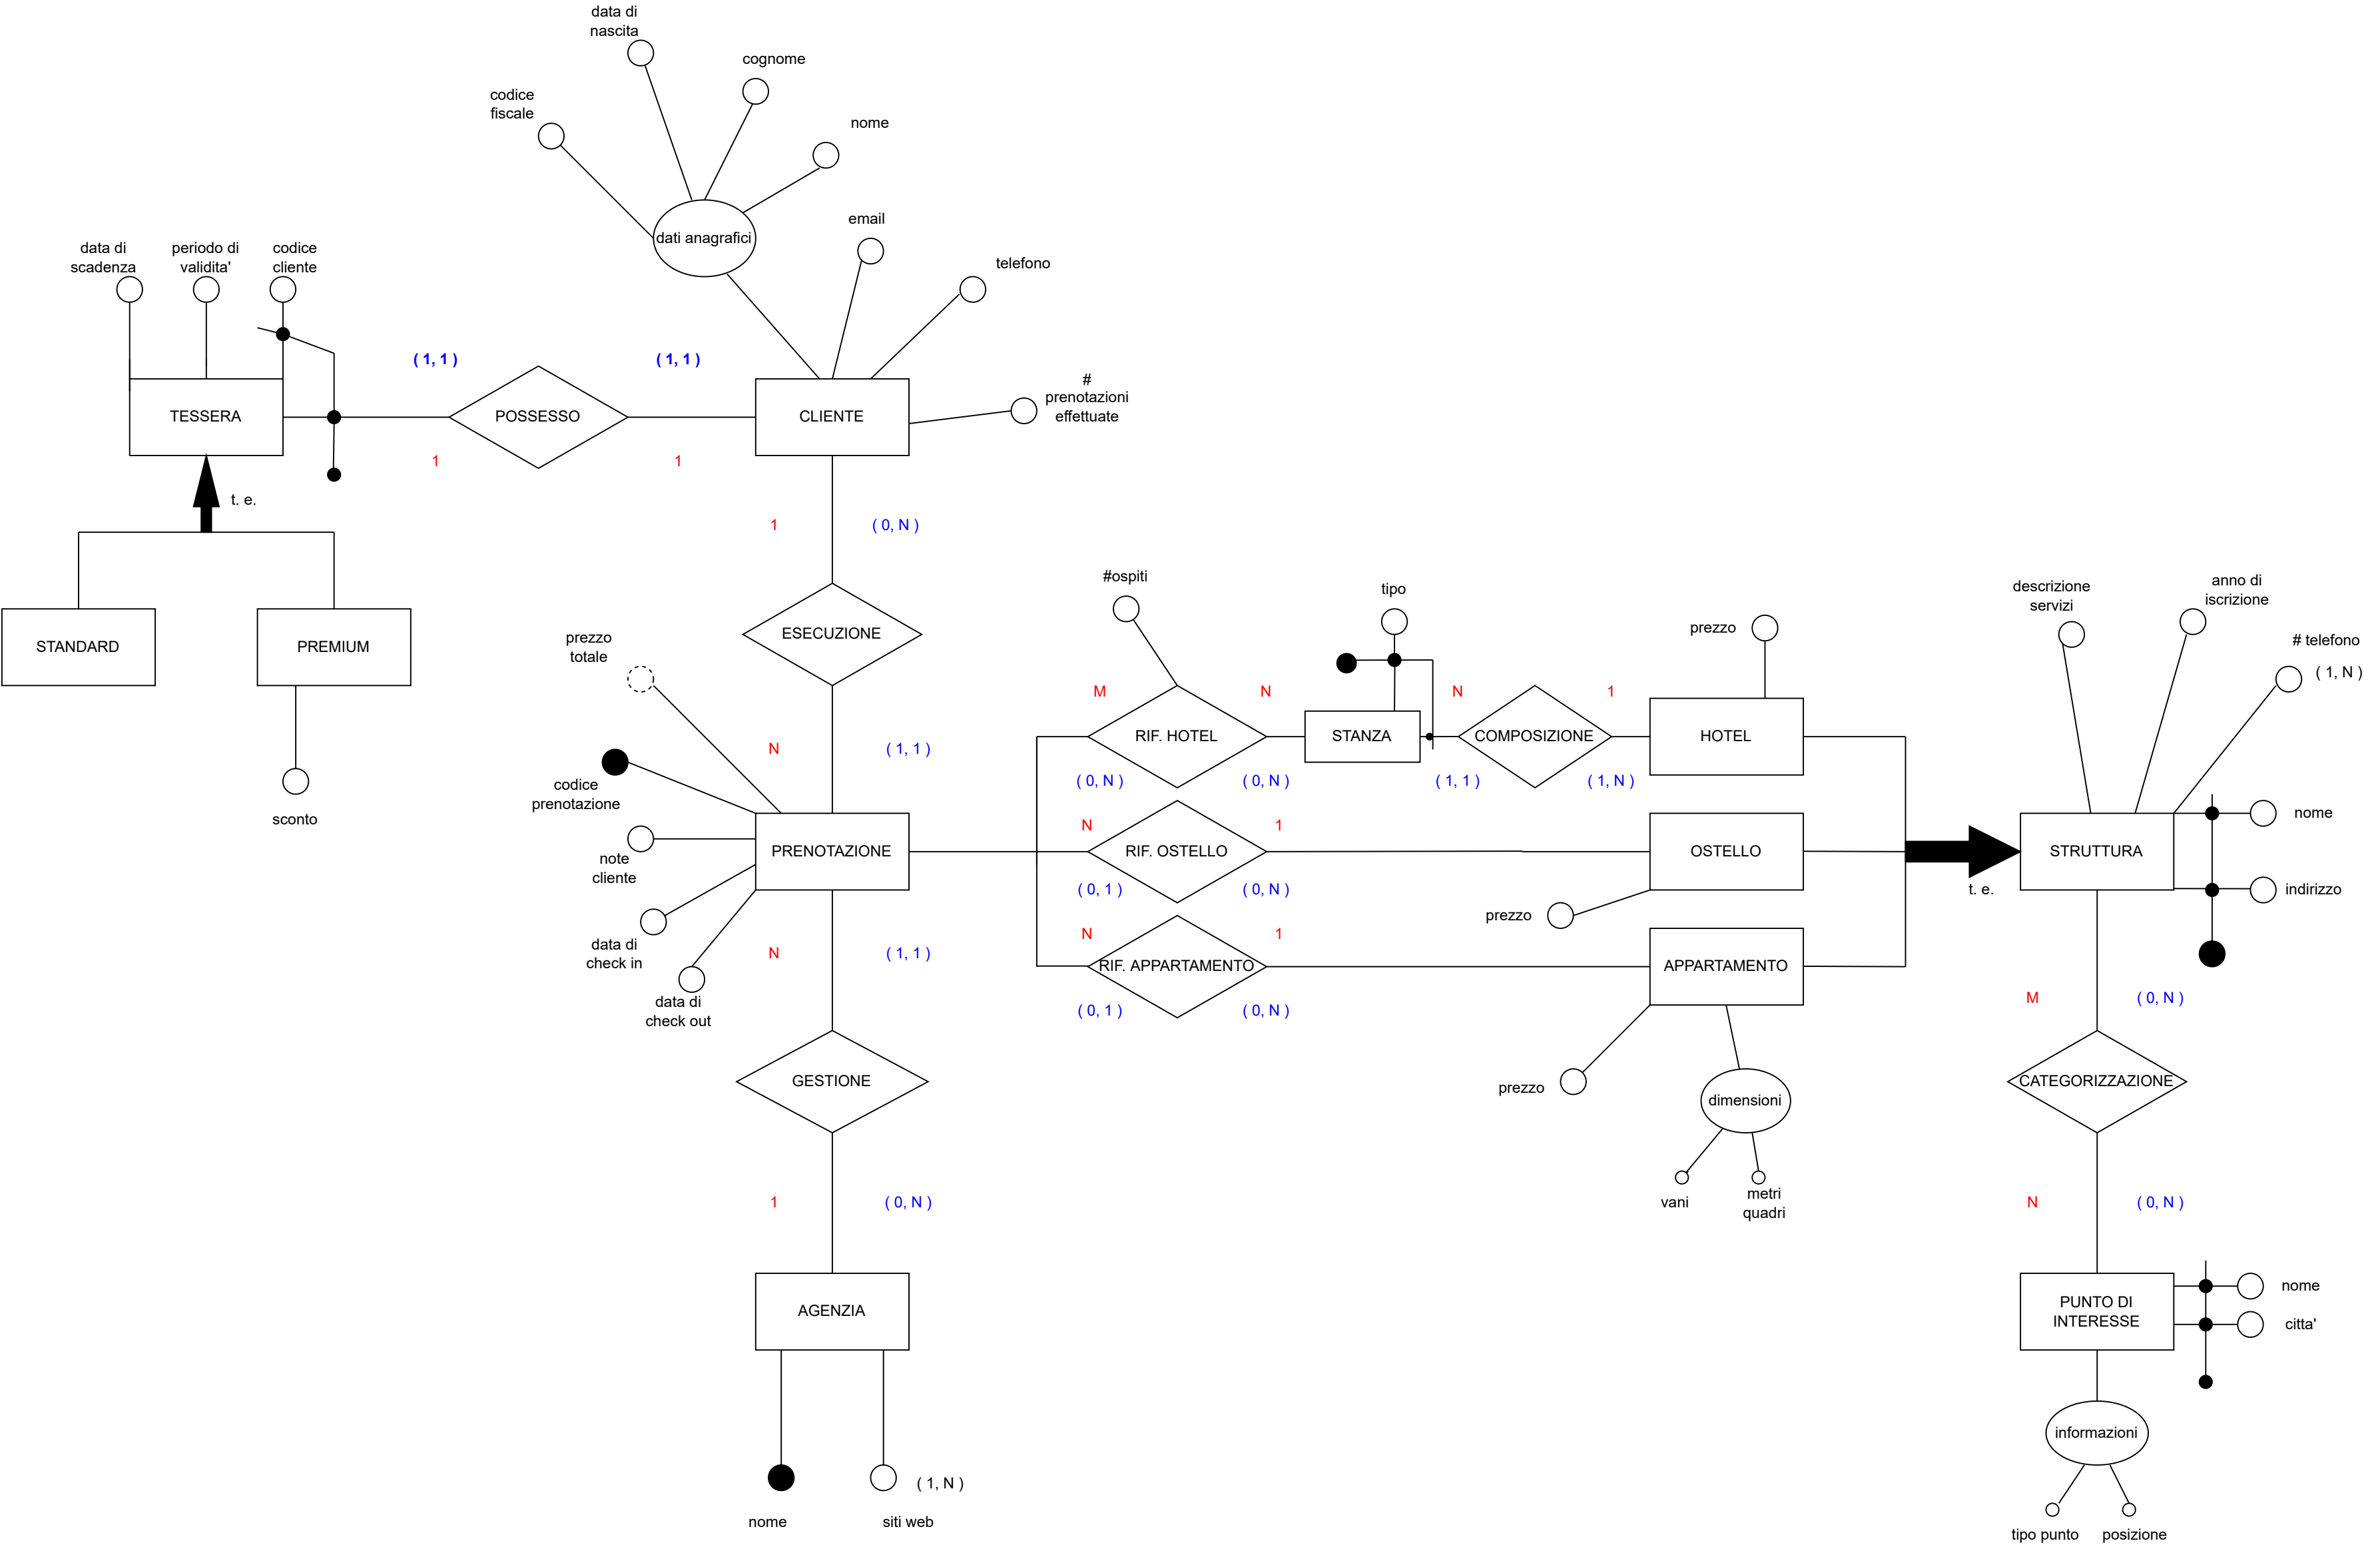 data di
nascita
cognome
codice
fiscale
nome
dati anagrafici
email
telefono
#
prenotazioni
effettuate
data di
scadenza
periodo di
validita'
codice
cliente
( 1, 1 )
( 1, 1 )
TESSERA
POSSESSO
CLIENTE
1
1
t. e.
STANDARD
PREMIUM
sconto
1
( 0, N )
ESECUZIONE
prezzo
totale
N
( 1, 1 )
codice
prenotazione
PRENOTAZIONE
note
cliente
data di
check in
data di
check out
N
( 1, 1 )
GESTIONE
1
( 0, N )
AGENZIA
nome
siti web
( 1, N )
#ospiti
M
N
RIF. HOTEL
( 0, N )
( 0, N )
tipo
STANZA
N
1
COMPOSIZIONE
( 1, 1 )
( 1, N )
prezzo
HOTEL
N
1
RIF. OSTELLO
( 0, 1 )
( 0, N )
OSTELLO
prezzo
N
1
RIF. APPARTAMENTO
( 0, 1 )
( 0, N )
APPARTAMENTO
prezzo
dimensioni
vani
metri
quadri
t. e.
descrizione
servizi
anno di
iscrizione
# telefono
( 1, N )
STRUTTURA
nome
indirizzo
M
( 0, N )
CATEGORIZZAZIONE
N
( 0, N )
PUNTO DI
INTERESSE
nome
citta'
informazioni
tipo punto
posizione